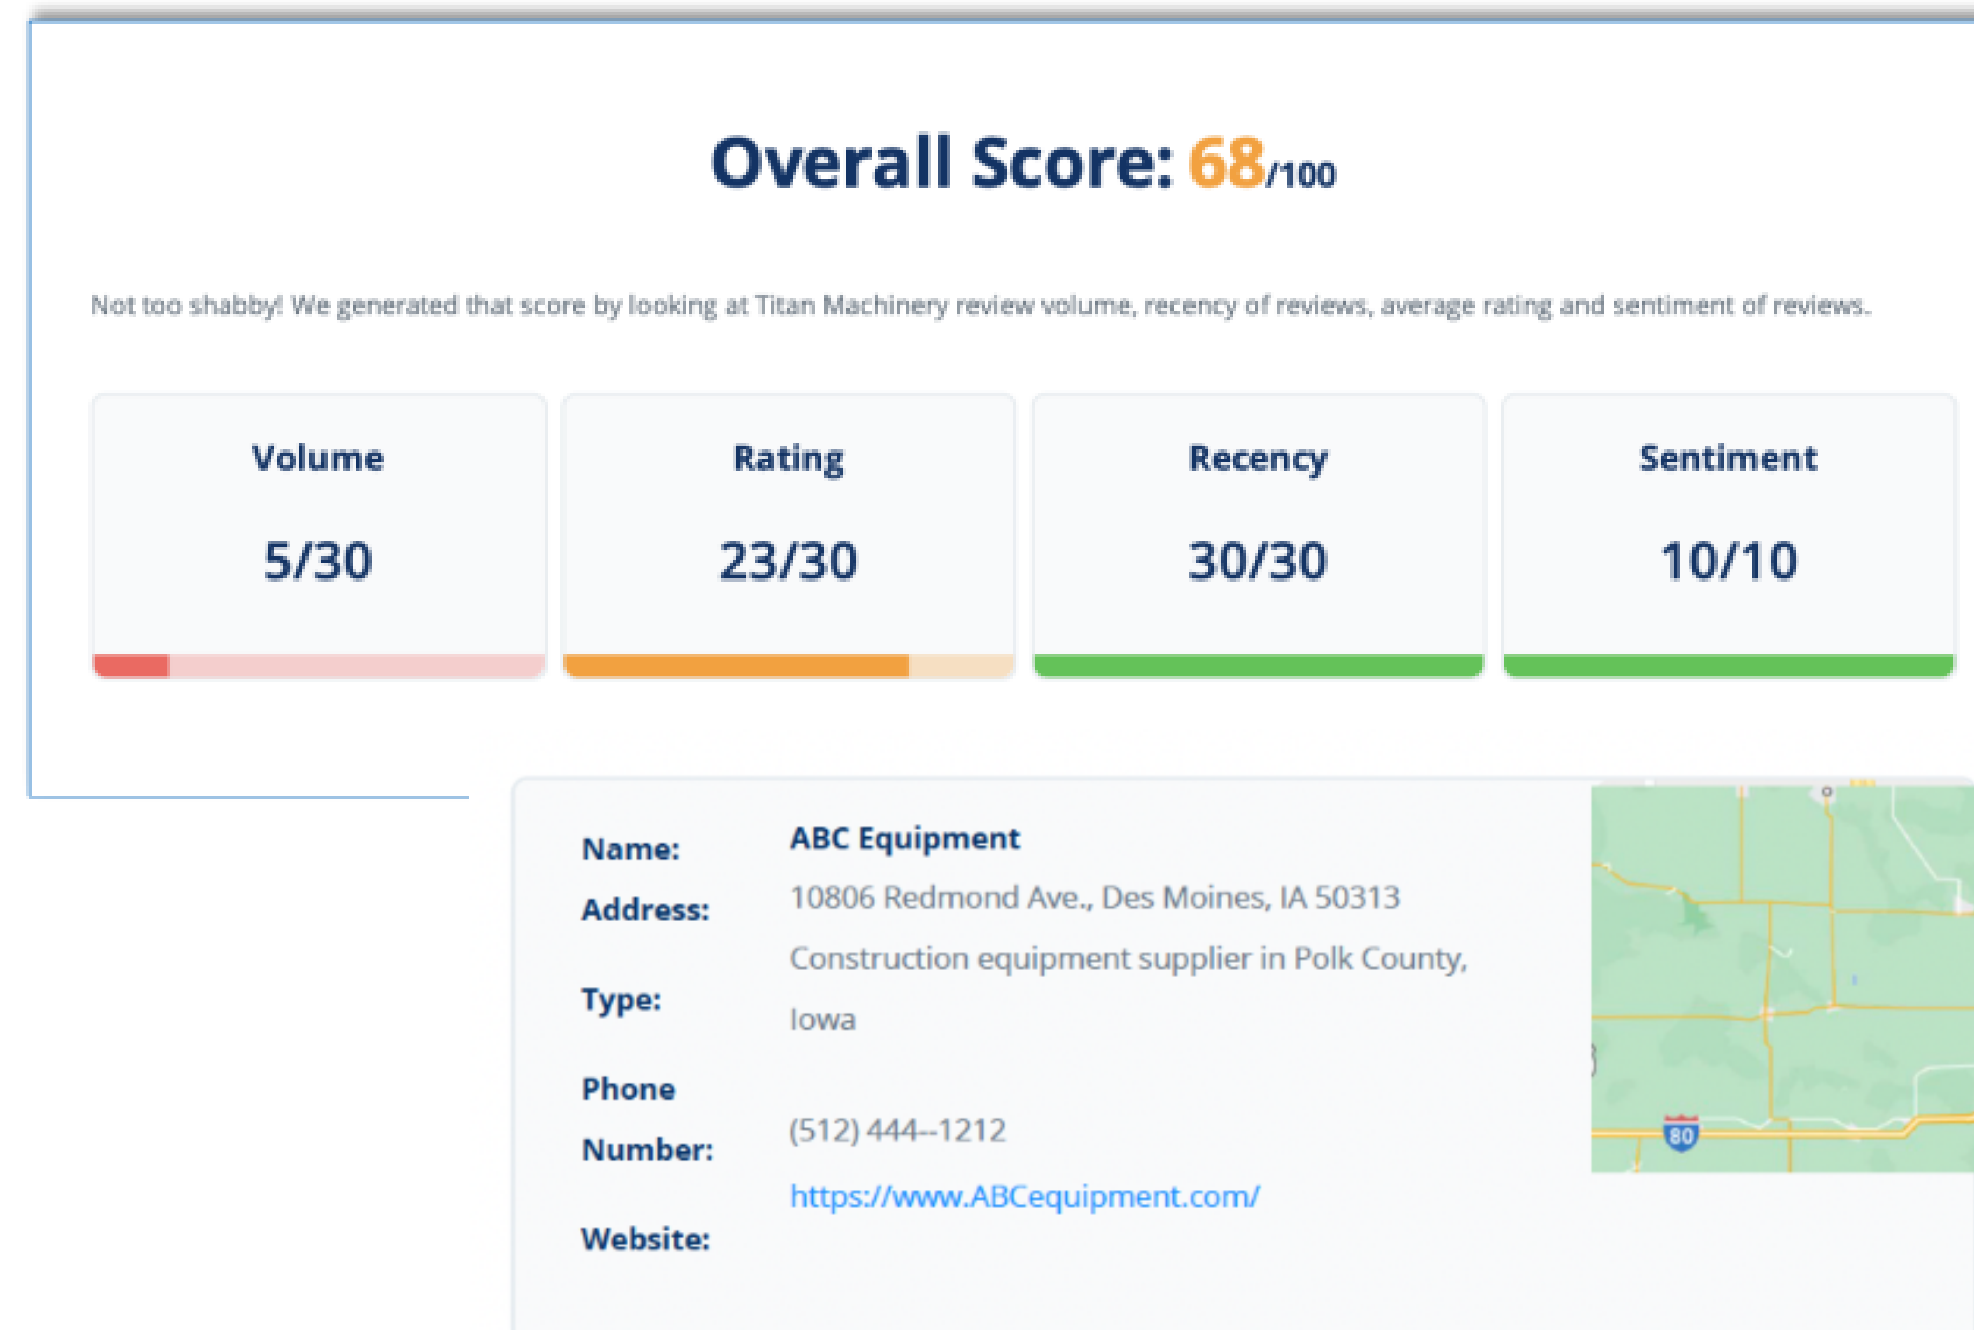 Overall Score: 68/100
Not too shabby! We generated that score by looking at Titan Machinery review volume, recency of reviews, average rating and sentiment of reviews.
Volume
5/30
Rating
23/30
Recency
30/30
Sentiment
10/10
Name: ABC Equipment
Address: 10806 Redmond Ave., Des Moines, IA 50313
Type: Construction equipment supplier in Polk County,
Iowa
Phone
Number: (512) 444--1212
Website: https://www.ABCequipment.com/
80